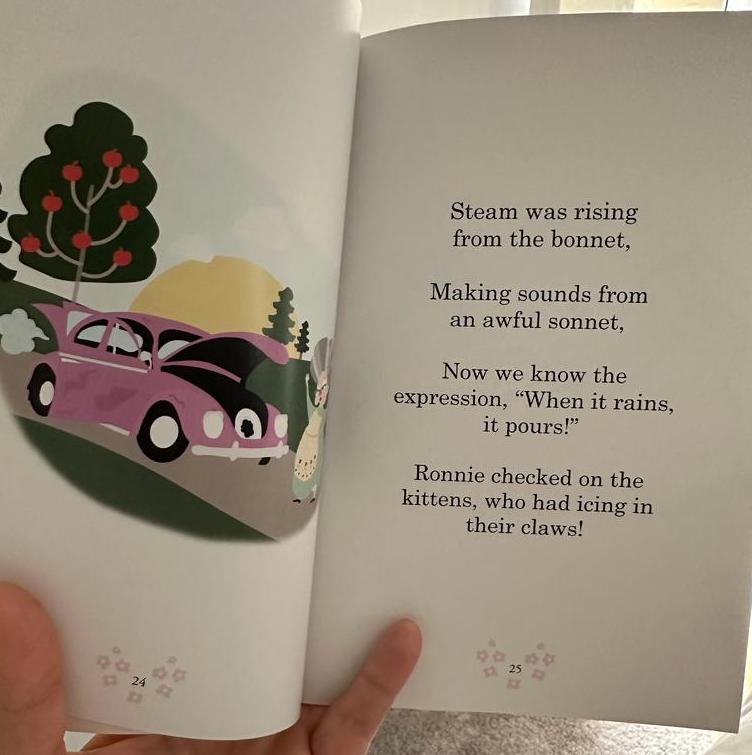 Steam was rising
from the bonnet,
Making sounds from
an awful sonnet,
Now we know the
expression, “When it rains,
it pours!”
Ronnie checked on the
kittens, who had icing in
their claws!
24
25